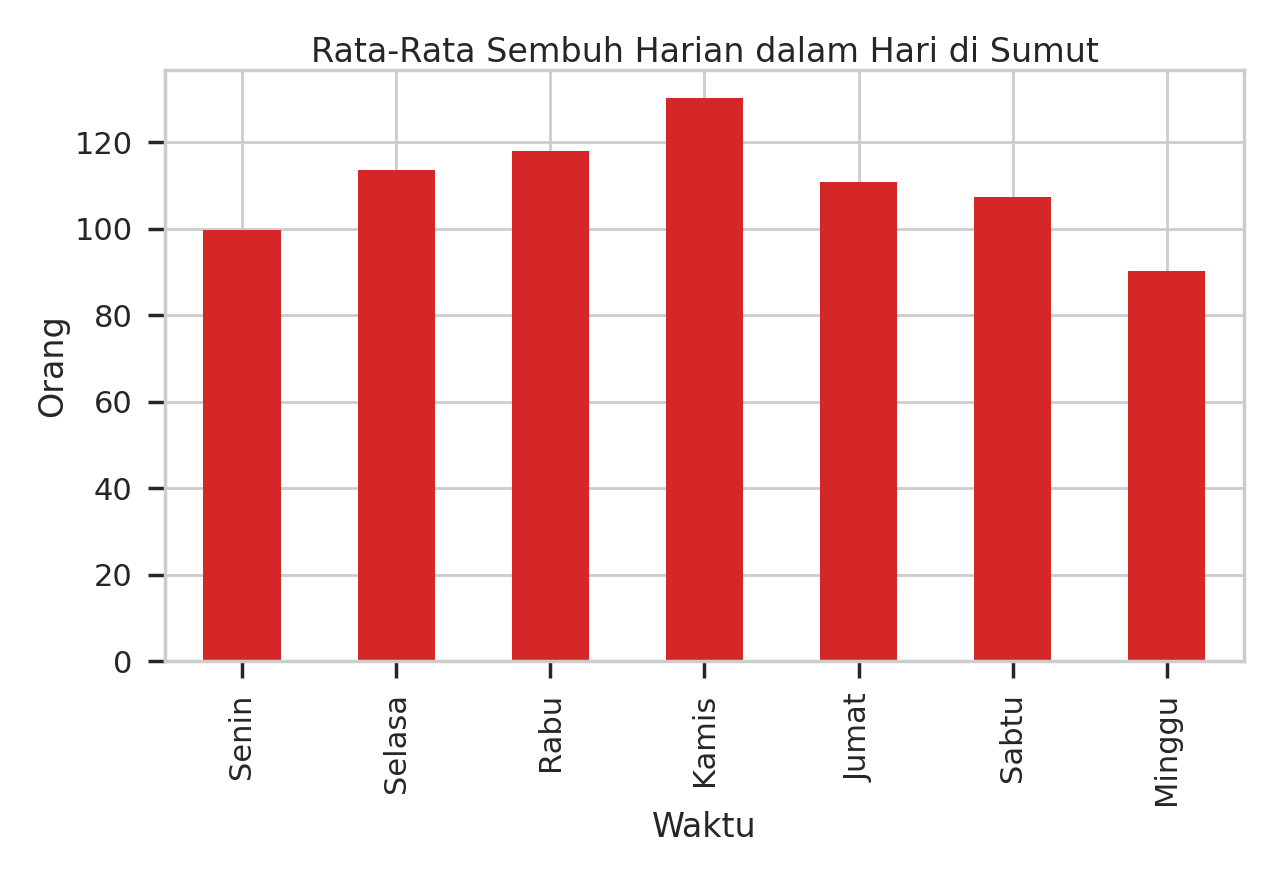 Rata-Rata Sembuh Harian dalam Hari di Sumut
120
100
80
60
40
20
0
Orang
Senin
Selasa
Rabu
Kamis
Jumat
Sabtu
Minggu
Waktu